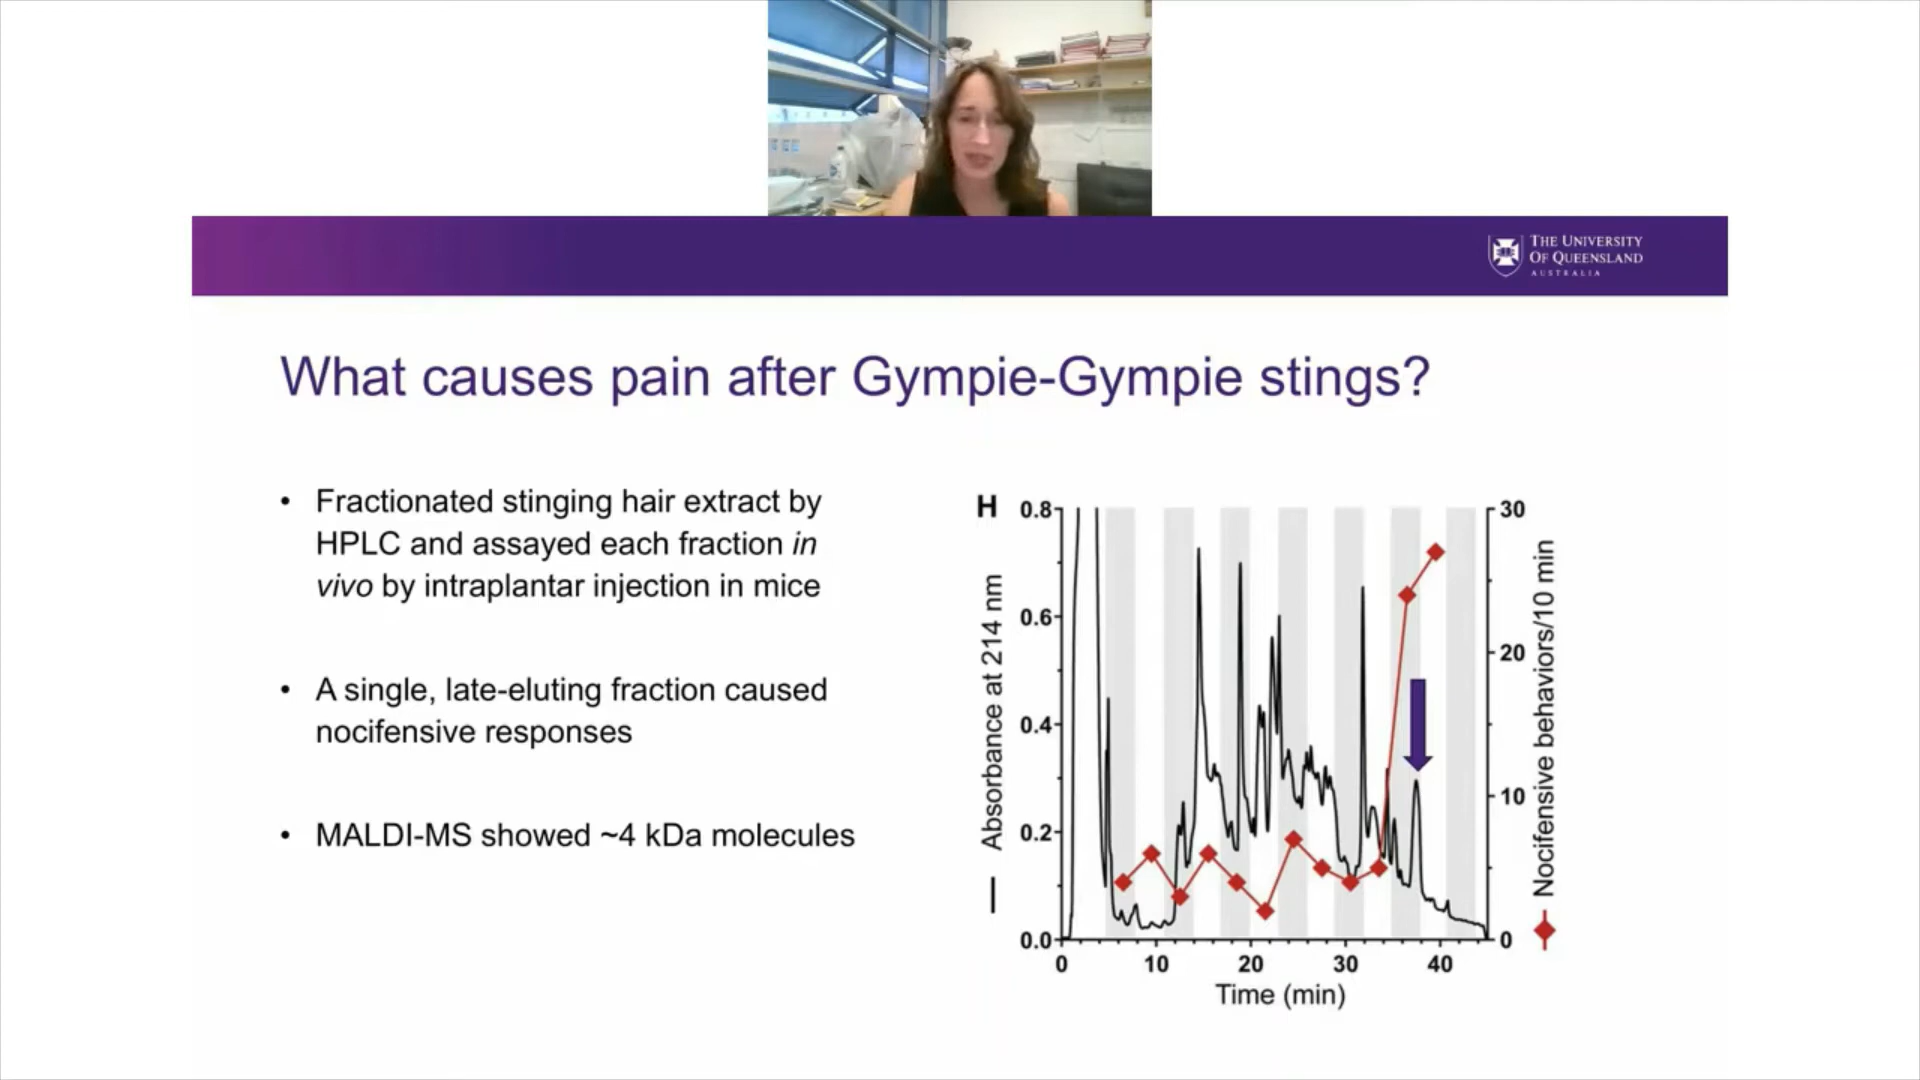 THE UNIVERSITY
OF QUEENSLAND
AUSTRALIA
What causes pain after Gympie-Gympie stings?
• Fractionated stinging hair extract by
HPLC and assayed each fraction in
vivo by intraplantar injection in mice
• A single, late-eluting fraction caused
nocifensive responses
• MALDI-MS showed ~4 kDa molecules
H
Absorbance at 214 nm
0.8
0.6
0.4
0.2
0.0
0 10 20 30 40
Time (min)
30
20
10
0
Nocifensive behaviors/10 min